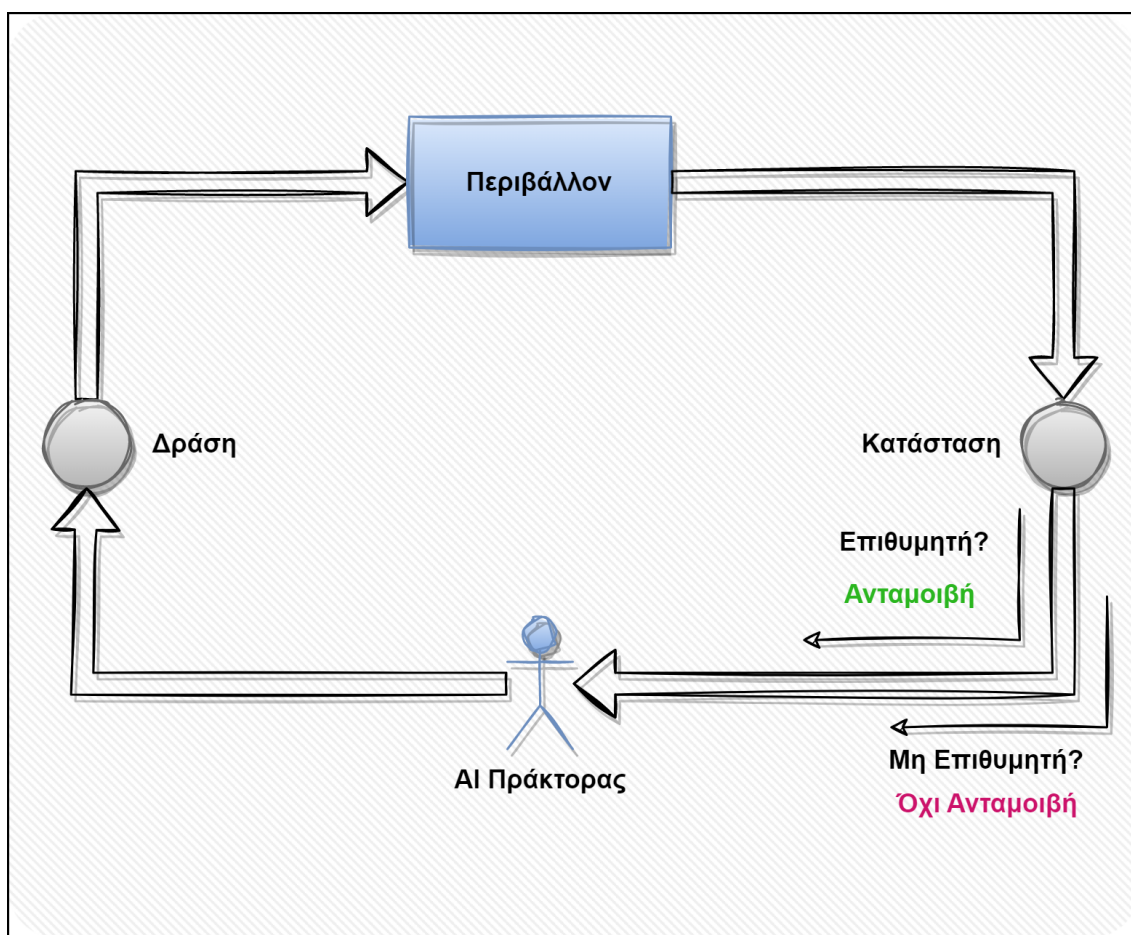 Περιβάλλον
Δράση
Κατάσταση
Επιθυμητή?
Ανταμοιβή
Μη Επιθυμητή?
Όχι Ανταμοιβή
AI Πράκτορας